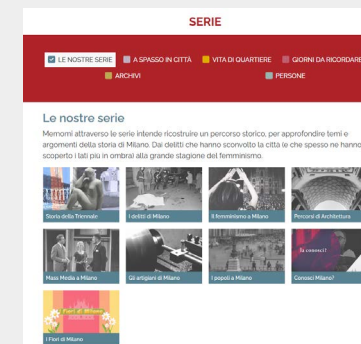 SERIE
LE NOSTRE SERIE A SPASSO IN CITTÀ VITA DI QUARTIERE GIORNI DA RICORDARE
ARCHIVI PERSONE
Le nostre serie
Memomi attraverso le serie intende ricostruire un percorso storico, per approfondire temi e
argomenti della storia di Milano. Dai delitti che hanno sconvolto la città (e che spesso ne hanno
scoperto i lati più in ombra) alla grande stagione del femminismo.
Storia della Triennale I delitti di Milano Il femminismo a Milano Percorsi di Architettura
Tu conosci?
Mass Media a Milano Gli artigiani di Milano I popoli a Milano Conosci Milano?
Fiori di Milano
I Fiori di Milano